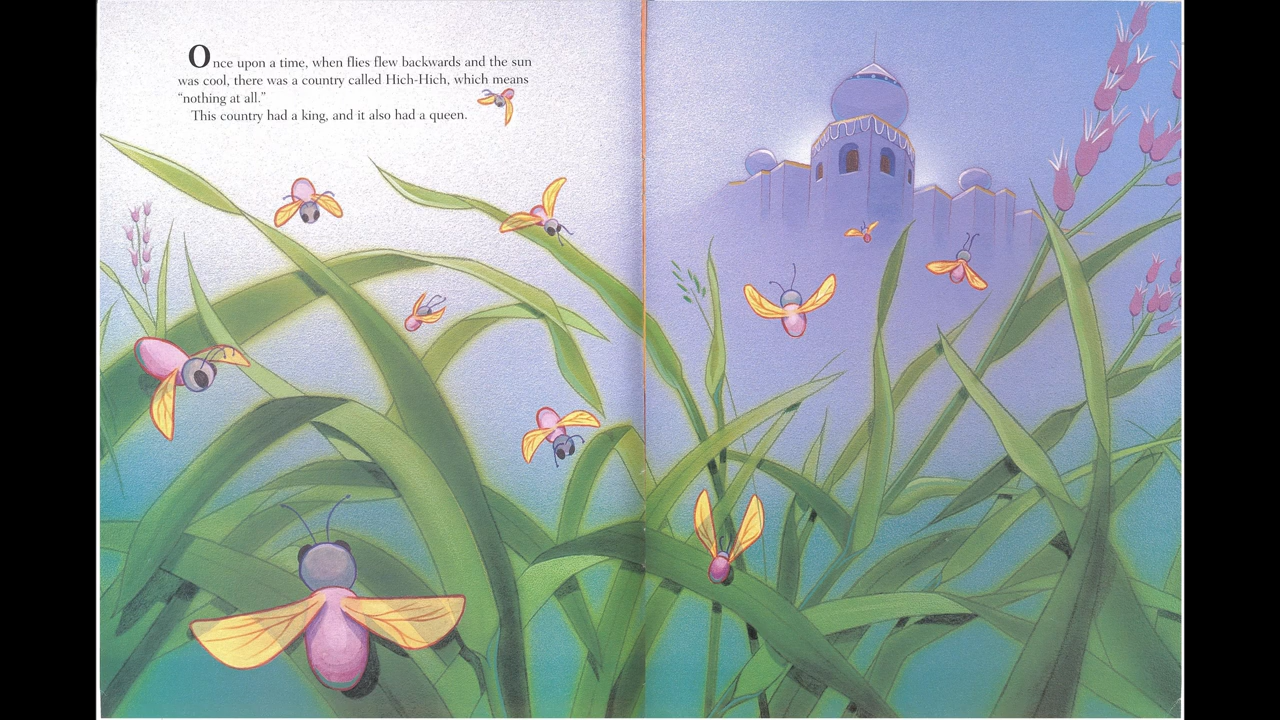 Once upon a time, when flies flew backwards and the sun
was cool, there was a country called Hich-Hich, which means
“nothing at all.”
This country had a king, and it also had a queen.